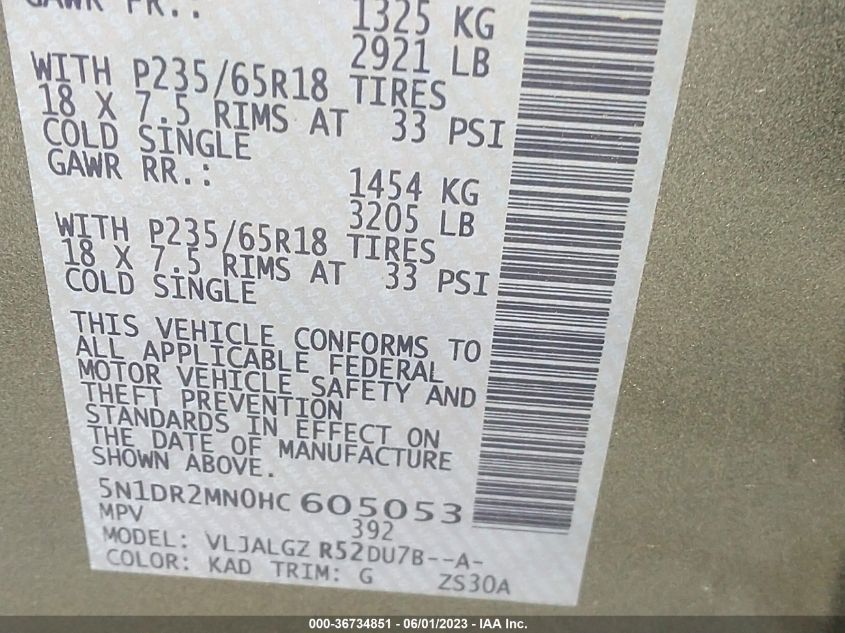 GAWR FR.: 1325 KG
2921 LB
WITH P235/65R18 TIRES
18 X 7.5 RIMS AT 33 PSI
COLD SINGLE
GAWR RR.: 1454 KG
3205 LB
WITH P235/65R18 TIRES
18 X 7.5 RIMS AT 33 PSI
COLD SINGLE
THIS VEHICLE CONFORMS TO
ALL APPLICABLE FEDERAL
MOTOR VEHICLE SAFETY AND
THEFT PREVENTION
STANDARDS IN EFFECT ON
THE DATE OF MANUFACTURE
SHOWN ABOVE.
5N1DR2MN0HC 605053
MPV 392
MODEL: VLJALGZ R52DU7B--A-
COLOR: KAD TRIM: G ZS30A
000-36734851 - 06/01/2023 - IAA Inc.